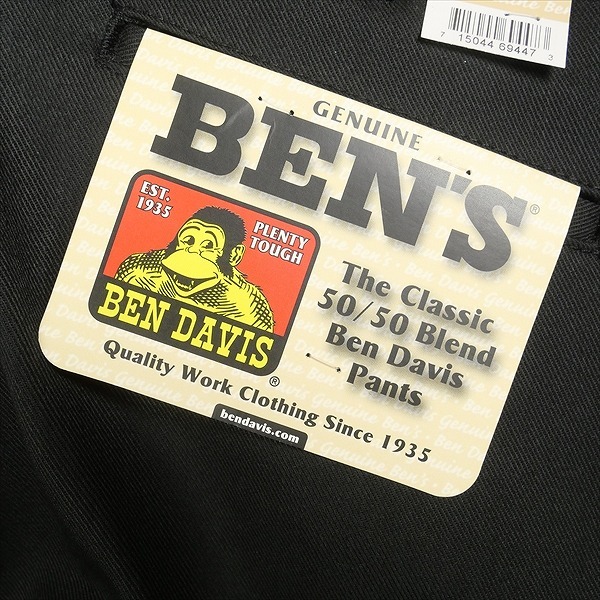 7 15044 69447 3
GENUINE
BEN'S®
EST.
1935
PLENTY
TOUGH
BEN DAVIS
®
The Classic
50/50 Blend
Ben Davis
Pants
Quality Work Clothing Since 1935
bendavis.com